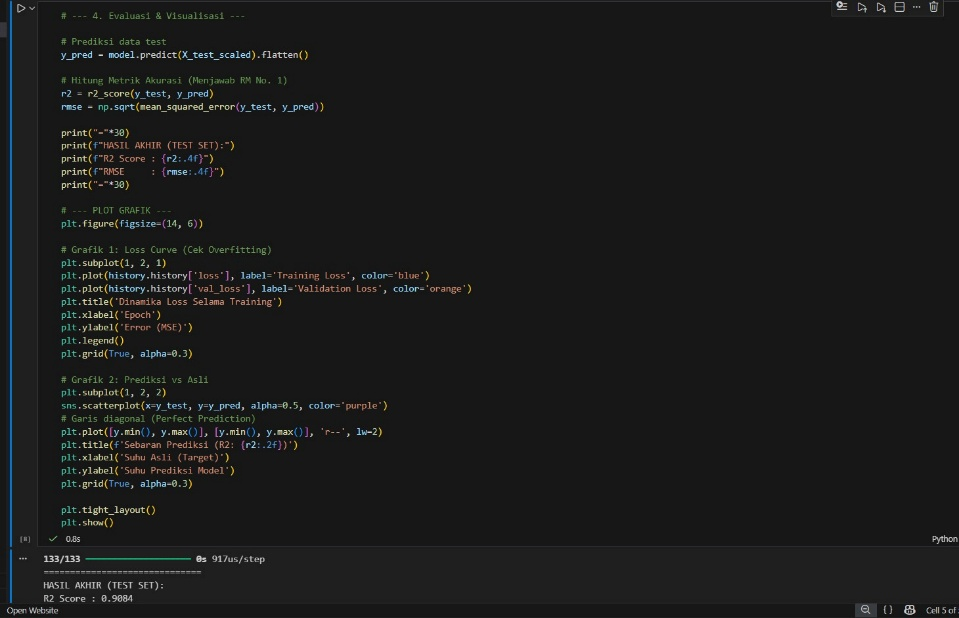 # --- 4. Evaluasi & Visualisasi ---
# Prediksi data test
y_pred = model.predict(X_test_scaled).flatten()
# Hitung Metrik Akurasi (Menjawab RM No. 1)
r2 = r2_score(y_test, y_pred)
rmse = np.sqrt(mean_squared_error(y_test, y_pred))
print("="*30)
print(f"HASIL AKHIR (TEST SET):")
print(f"R2 Score : {r2:.4f}")
print(f"RMSE     : {rmse:.4f}")
print("="*30)
# --- PLOT GRAFIK ---
plt.figure(figsize=(14, 6))
# Grafik 1: Loss Curve (Cek Overfitting)
plt.subplot(1, 2, 1)
plt.plot(history.history['loss'], label='Training Loss', color='blue')
plt.plot(history.history['val_loss'], label='Validation Loss', color='orange')
plt.title('Dinamika Loss Selama Training')
plt.xlabel('Epoch')
plt.ylabel('Error (MSE)')
plt.legend()
plt.grid(True, alpha=0.3)
# Grafik 2: Prediksi vs Asli
plt.subplot(1, 2, 2)
sns.scatterplot(x=y_test, y=y_pred, alpha=0.5, color='purple')
# Garis diagonal (Perfect Prediction)
plt.plot([y.min(), y.max()], [y.min(), y.max()], 'r--', lw=2)
plt.title(f'Sebaran Prediksi (R2: {r2:.2f})')
plt.xlabel('Suhu Asli (Target)')
plt.ylabel('Suhu Prediksi Model')
plt.grid(True, alpha=0.3)
plt.tight_layout()
plt.show()
[8] 0.8s Python
133/133 0s 917us/step
==============================
HASIL AKHIR (TEST SET):
R2 Score : 0.9084
Open Website Cell 5 of